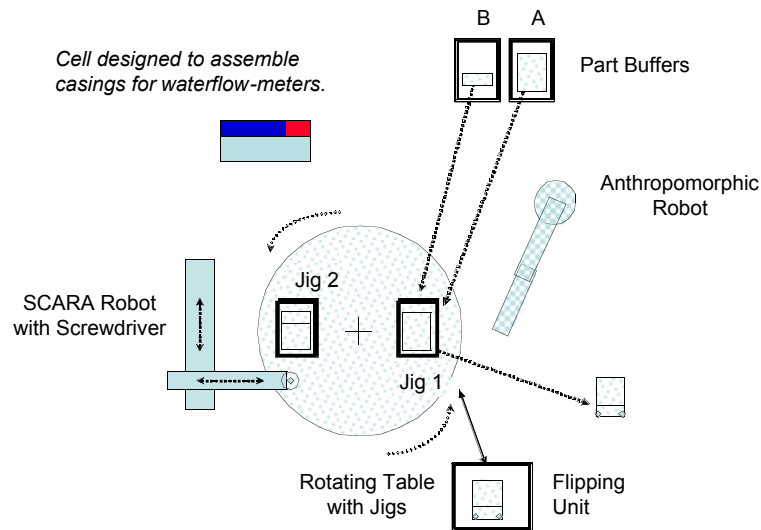 B
A
Cell designed to assemble
casings for waterflow-meters.
Part Buffers
Anthropomorphic
Robot
Jig 2
SCARA Robot
with Screwdriver
Jig 1
Rotating Table
with Jigs
Flipping
Unit